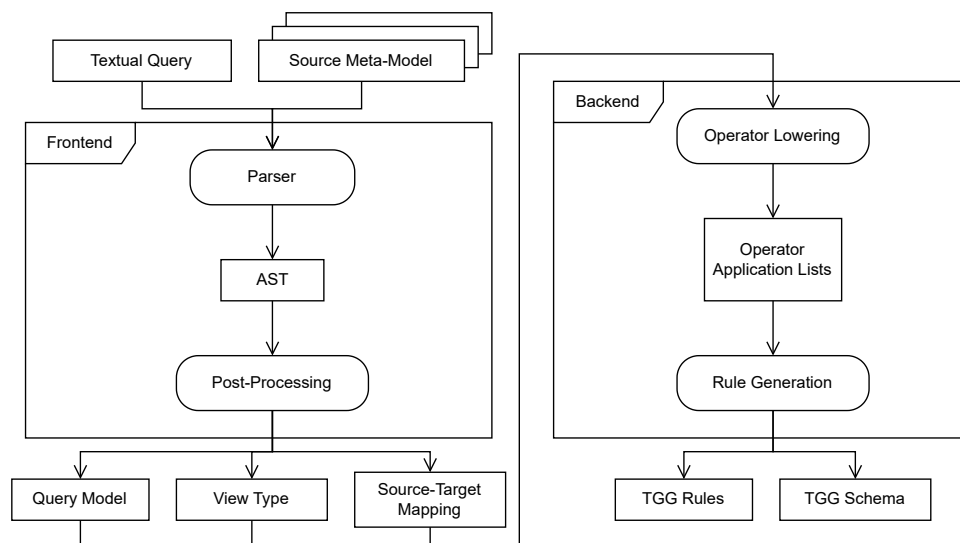 Textual Query
Source Meta-Model
Frontend
Parser
AST
Post-Processing
Query Model
View Type
Source-Target
Mapping
Backend
Operator Lowering
Operator
Application Lists
Rule Generation
TGG Rules
TGG Schema